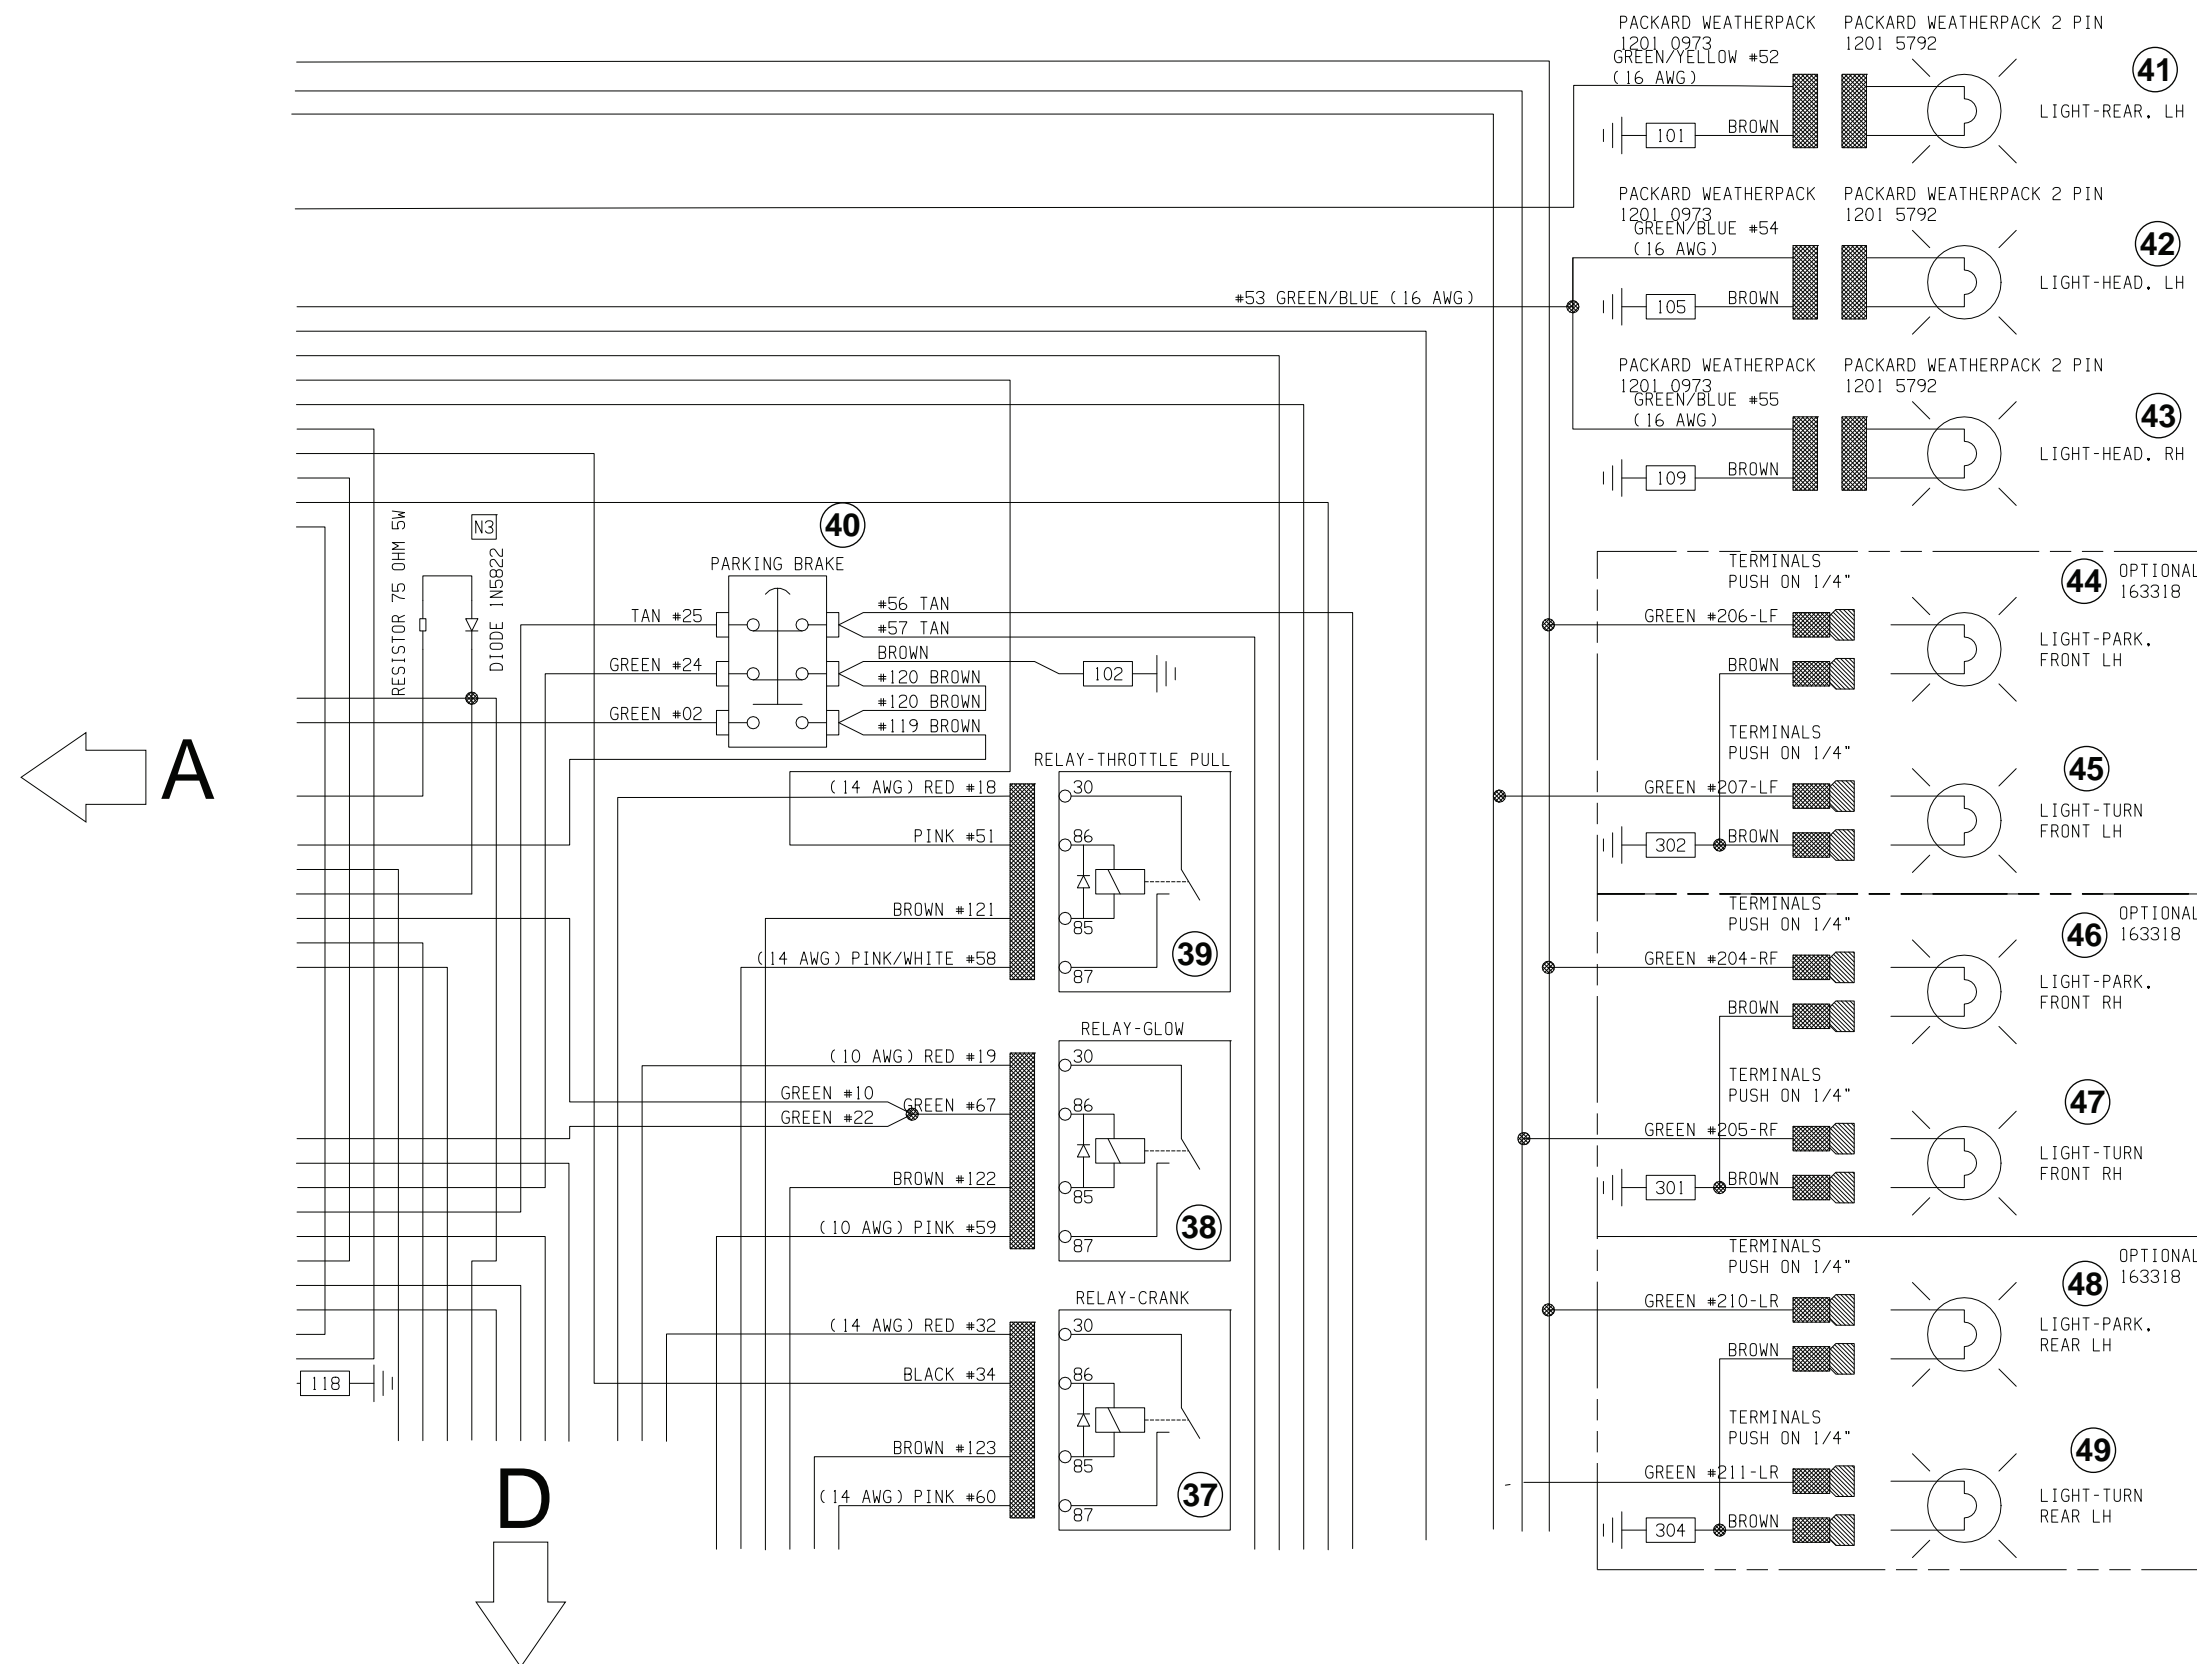 PACKARD WEATHERPACK
1201 0973
GREEN/YELLOW #52
(16 AWG)
PACKARD WEATHERPACK 2 PIN
1201 5792
41
LIGHT-REAR. LH
101
BROWN
PACKARD WEATHERPACK
1201 0973
GREEN/BLUE #54
(16 AWG)
PACKARD WEATHERPACK 2 PIN
1201 5792
42
LIGHT-HEAD. LH
#53 GREEN/BLUE (16 AWG)
105
BROWN
PACKARD WEATHERPACK
1201 0973
GREEN/BLUE #55
(16 AWG)
PACKARD WEATHERPACK 2 PIN
1201 5792
43
LIGHT-HEAD. RH
109
BROWN
RESISTOR 75 OHM 5W
N3
DIODE 1N5822
40
PARKING BRAKE
TAN #25
GREEN #24
GREEN #02
#56 TAN
#57 TAN
BROWN
#120 BROWN
#120 BROWN
#119 BROWN
102
A
RELAY-THROTTLE PULL
(14 AWG) RED #18
PINK #51
BROWN #121
(14 AWG) PINK/WHITE #58
30
86
85
87
39
RELAY-GLOW
(10 AWG) RED #19
GREEN #10
GREEN #67
GREEN #22
BROWN #122
(10 AWG) PINK #59
30
86
85
87
38
RELAY-CRANK
(14 AWG) RED #32
BLACK #34
BROWN #123
(14 AWG) PINK #60
30
86
85
87
37
118
D
TERMINALS
PUSH ON 1/4"
44
OPTIONAL
163318
GREEN #206-LF
BROWN
LIGHT-PARK.
FRONT LH
TERMINALS
PUSH ON 1/4"
45
GREEN #207-LF
302
BROWN
LIGHT-TURN
FRONT LH
TERMINALS
PUSH ON 1/4"
46
OPTIONAL
163318
GREEN #204-RF
BROWN
LIGHT-PARK.
FRONT RH
TERMINALS
PUSH ON 1/4"
47
GREEN #205-RF
301
BROWN
LIGHT-TURN
FRONT RH
TERMINALS
PUSH ON 1/4"
48
OPTIONAL
163318
GREEN #210-LR
BROWN
LIGHT-PARK.
REAR LH
TERMINALS
PUSH ON 1/4"
49
GREEN #211-LR
304
BROWN
LIGHT-TURN
REAR LH